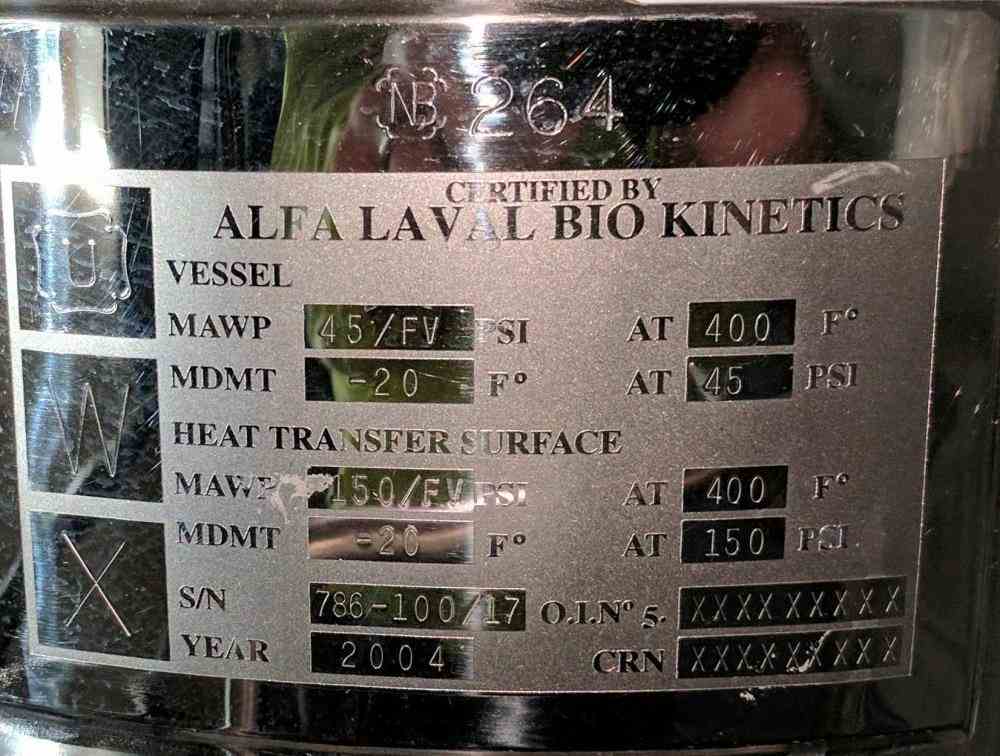 NB 264
CERTIFIED BY
ALFA LAVAL BIO KINETICS
U
VESSEL
MAWP 45/FV PSI AT 400 F°
MDMT -20 F° AT 45 PSI
W
HEAT TRANSFER SURFACE
MAWP 150/FV PSI AT 400 F°
MDMT -20 F° AT 150 PSI
X
S/N 786-100/17 O.I.Nº 5. XXXXXXXXX
YEAR 2004 CRN XXXXXXXXX